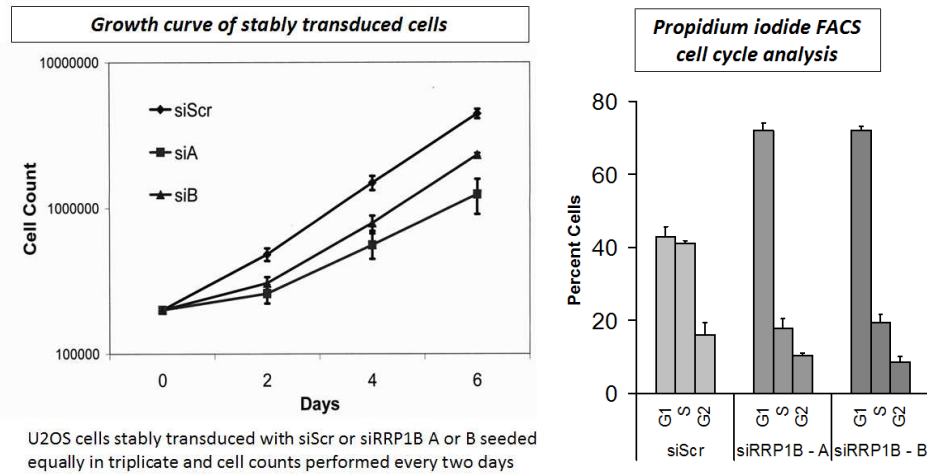 Growth curve of stably transduced cells
10000000
siScr
siA
siB
1000000
100000
Cell Count
0 2 4 6
Days
U2OS cells stably transduced with siScr or siRRP1B A or B seeded
equally in triplicate and cell counts performed every two days
Propidium iodide FACS
cell cycle analysis
80
60
40
20
0
Percent Cells
G1 S G2 G1 S G2 G1 S G2
siScr siRRP1B - A siRRP1B - B